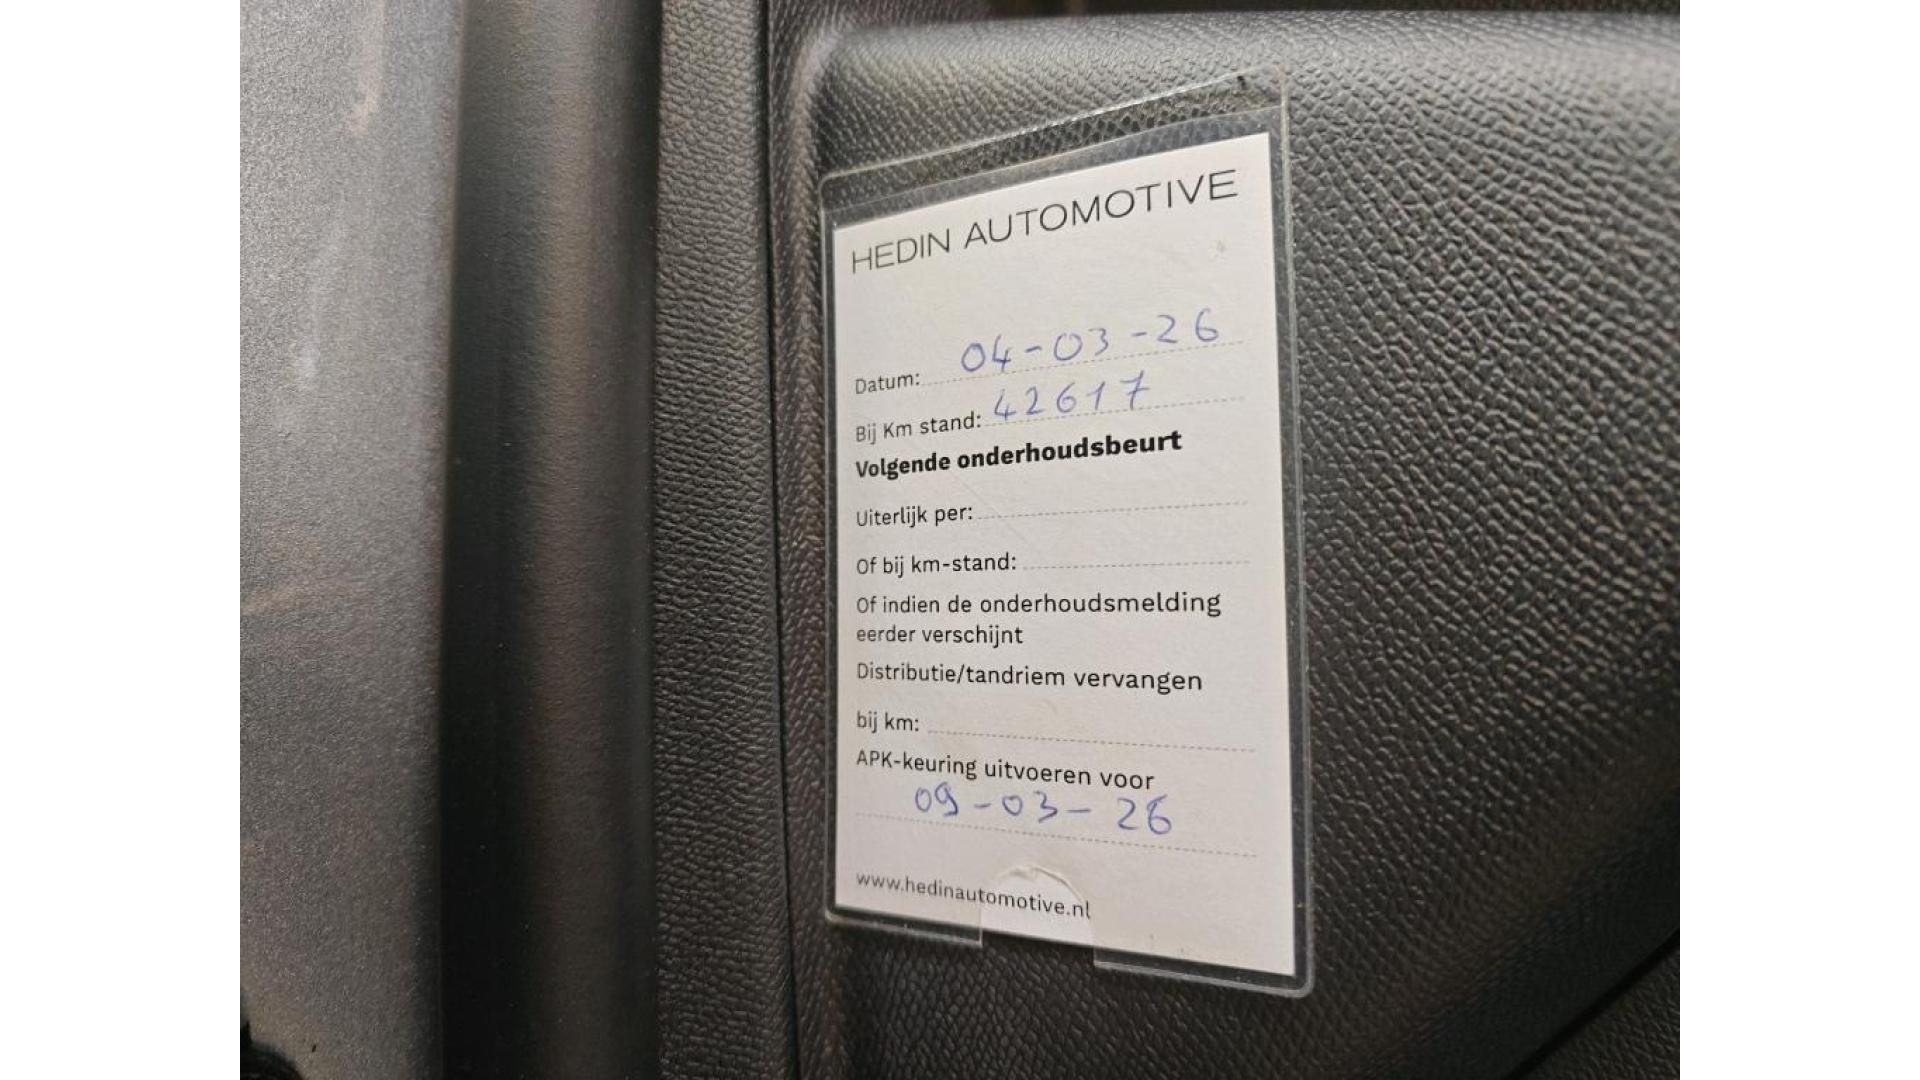 HEDIN AUTOMOTIVE
Datum: 04-03-26
Bij Km stand: 42617
Volgende onderhoudsbeurt
Uiterlijk per:
Of bij km-stand:
Of indien de onderhoudsmelding
eerder verschijnt
Distributie/tandriem vervangen
bij km:
APK-keuring uitvoeren voor
09-03-26
www.hedinautomotive.nl